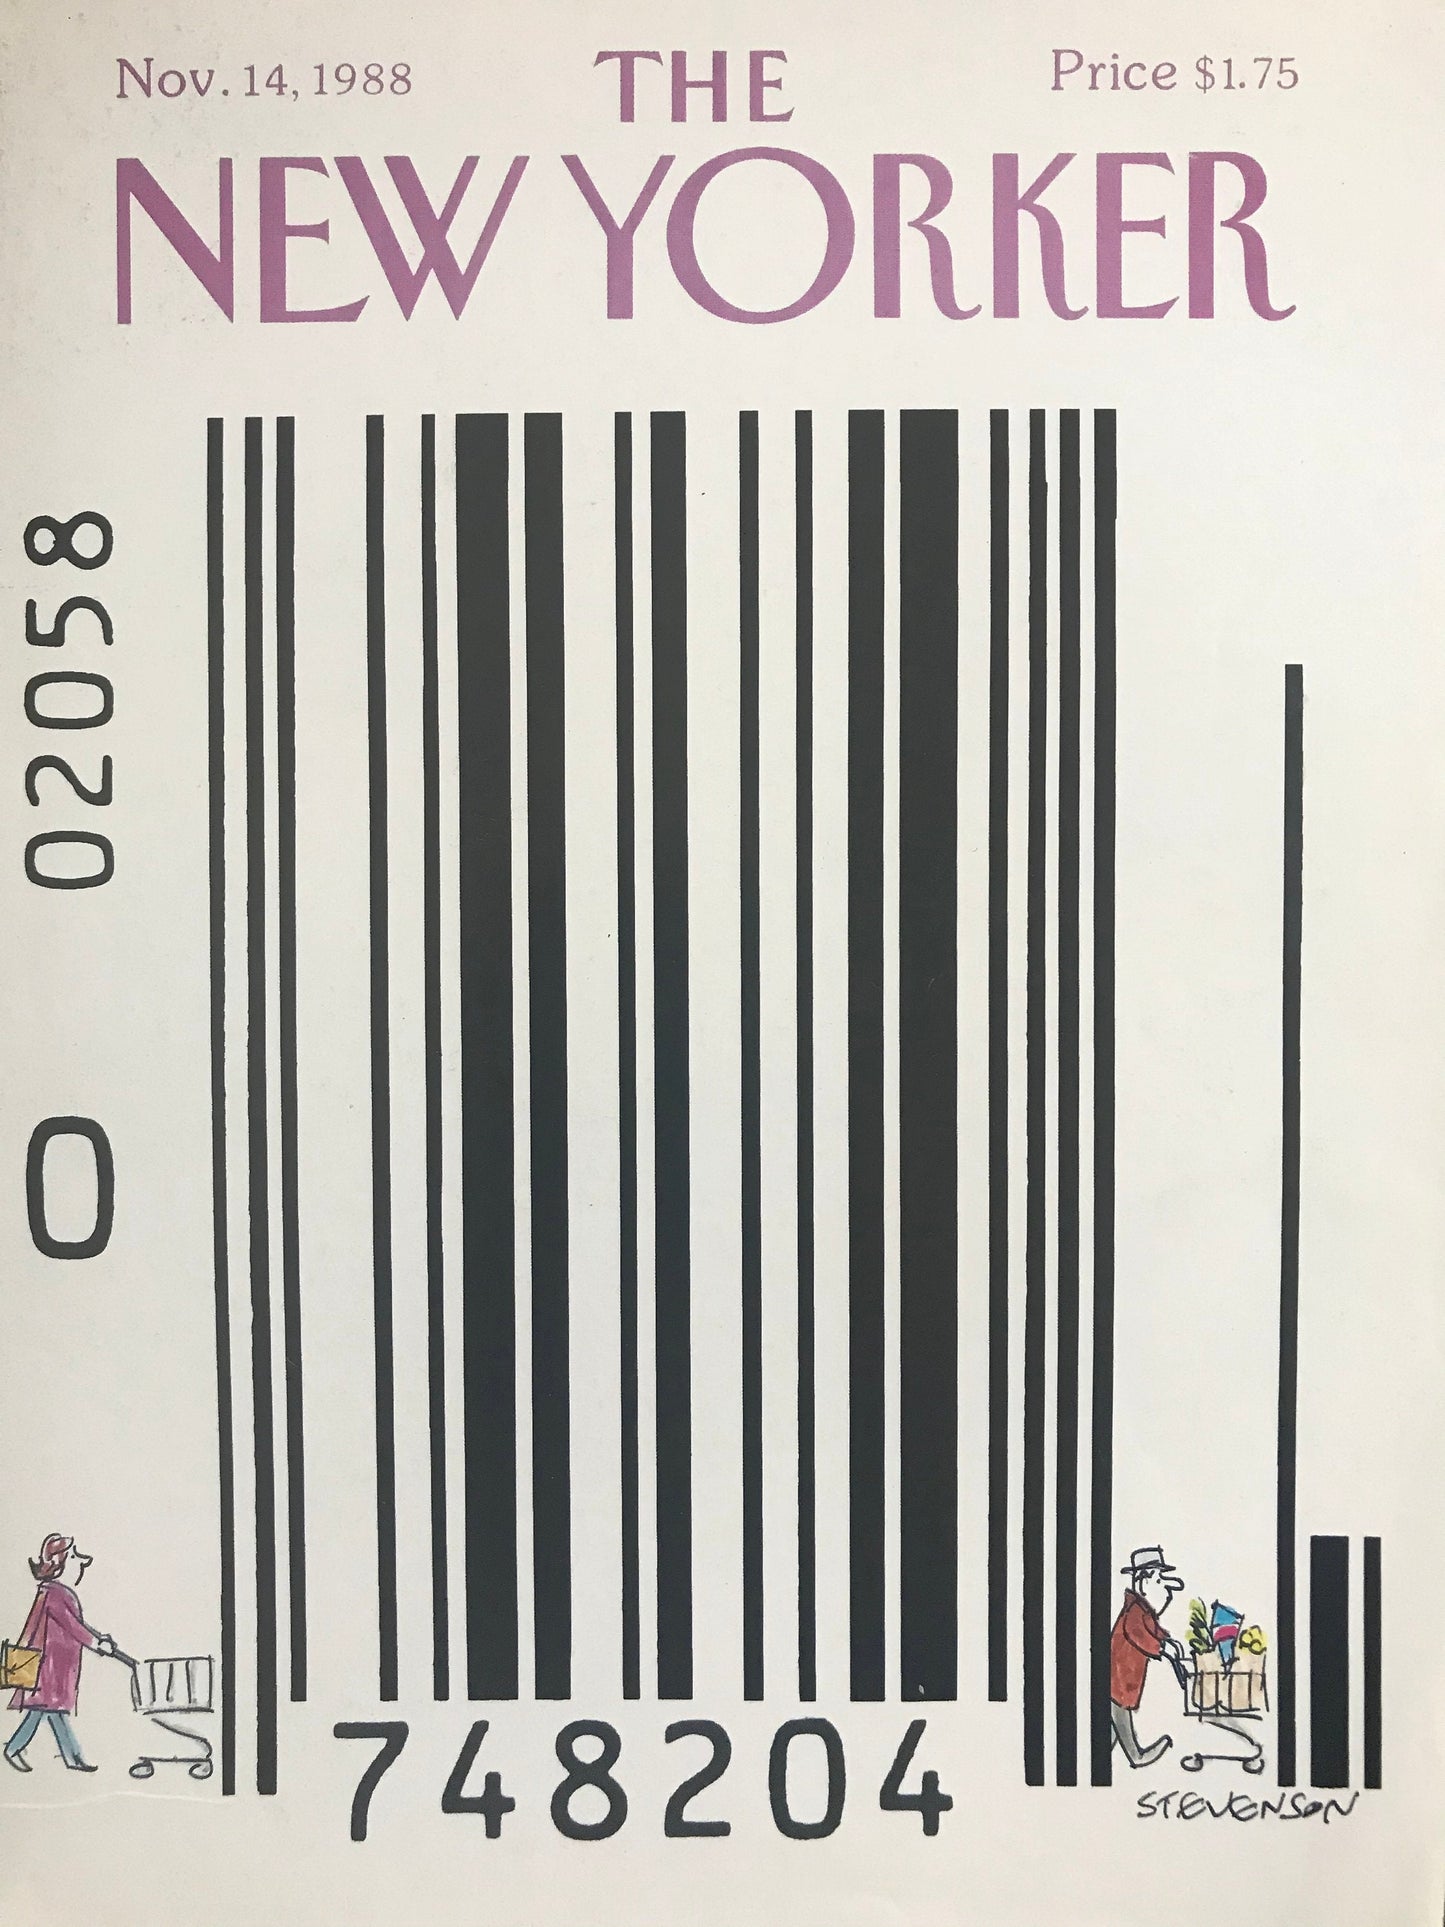 Nov. 14, 1988
THE
Price $1.75
NEW YORKER
02058
0
748204
STEVENSON